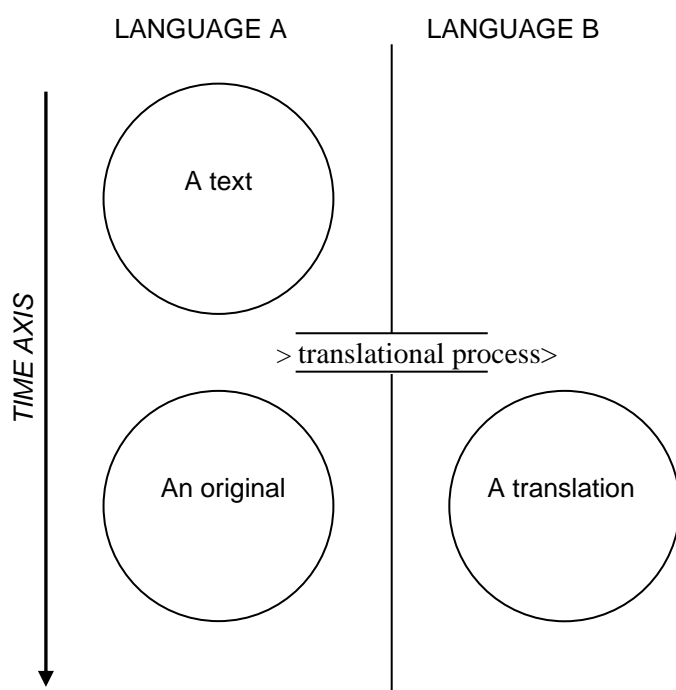 LANGUAGE A
LANGUAGE B
A text
TIME AXIS
> translational process>
An original
A translation